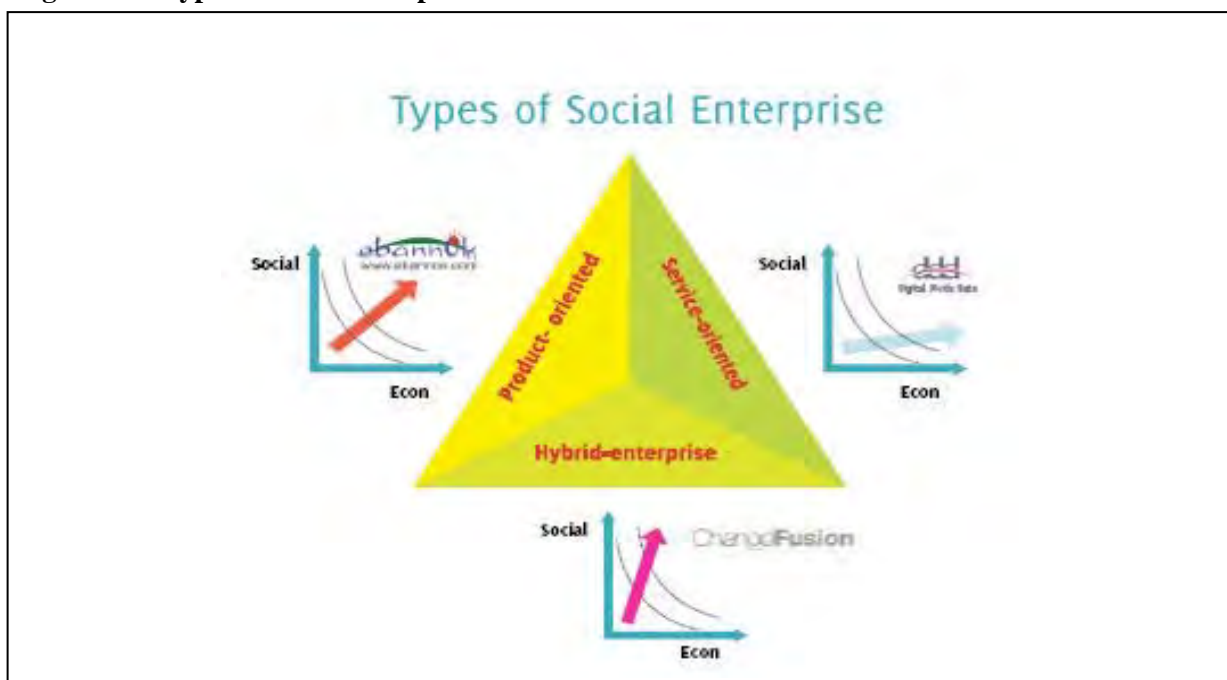 Types of Social Enterprise
ebannok
www.ebannok.com
Social
Econ
Product- oriented
Service-oriented
Social
Econ
Hybrid-enterprise
Social
ChangeFusion
Econ